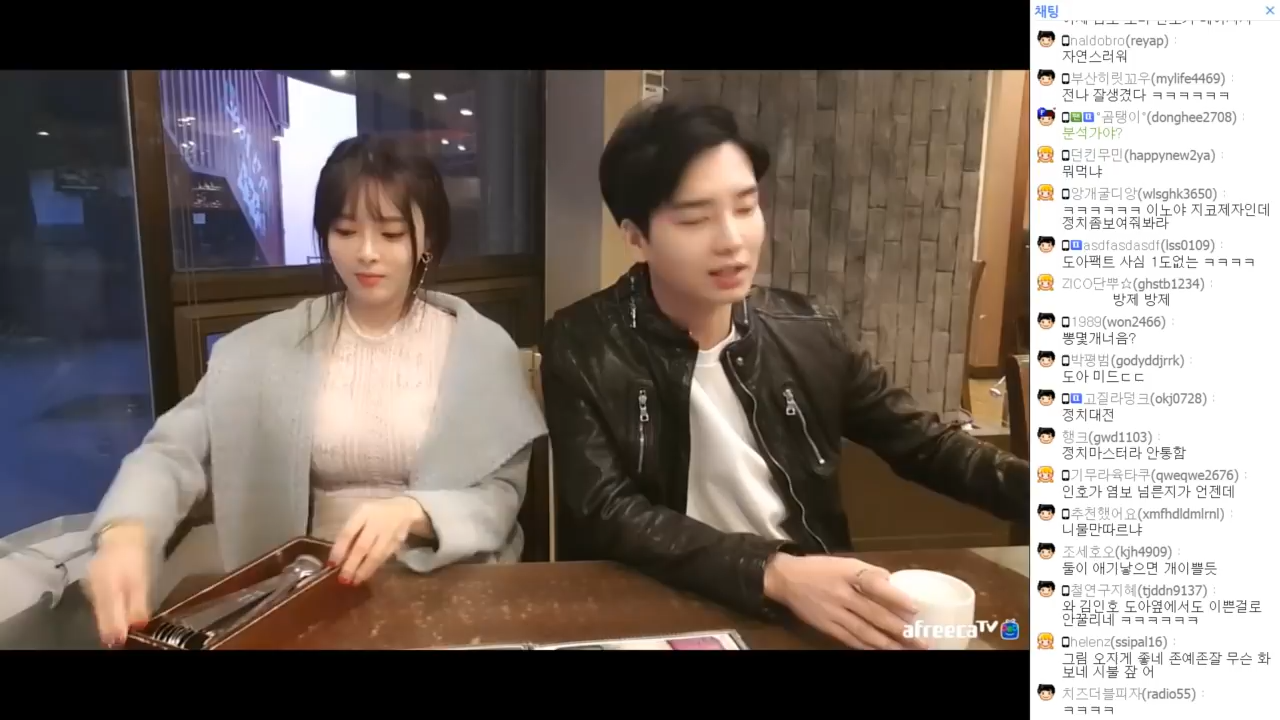 채팅
naldobro(reyap) :
자연스러워
부산히릿꼬우(mylife4469) :
전나 잘생겼다 ㅋㅋㅋㅋㅋㅋ
"곰탱이"(donghee2708) :
분석가야?
던킨무민(happynew2ya) :
뭐먹냐
앙개굴디앙(wlsghk3650) :
ㅋㅋㅋㅋㅋㅋ 이노야 지코제자인데
정치좀보여줘봐라
asdfasdasdf(lss0109) :
도아팩트 사심 1도없는 ㅋㅋㅋㅋ
ZICO단뿌☆(ghstb1234) :
방제 방제
1989(won2466) :
뽕몇개너음?
박평범(godyddjrrk) :
도아 미드ㄷㄷ
고질라덩크(okj0728) :
정치대전
행크(gwd1103) :
정치마스터라 안통함
기무라육타쿠(qweqwe2676) :
인호가 염보 넘른지가 언젠데
추천했어요(xmfhdldmlrnl) :
니물만따르냐
조세호오(kjh4909) :
둘이 애기낳으면 개이쁠듯
철연구지혜(tjddn9137) :
와 김인호 도아옆에서도 이쁜걸로
안꿀리네 ㅋㅋㅋㅋㅋㅋ
helenz(ssipal16) :
그림 오지게 좋네 존예존잘 무슨 화
보네 시불 잪 어
치즈더블피자(radio55) :
ㅋㅋㅋㅋ
afreecaTV